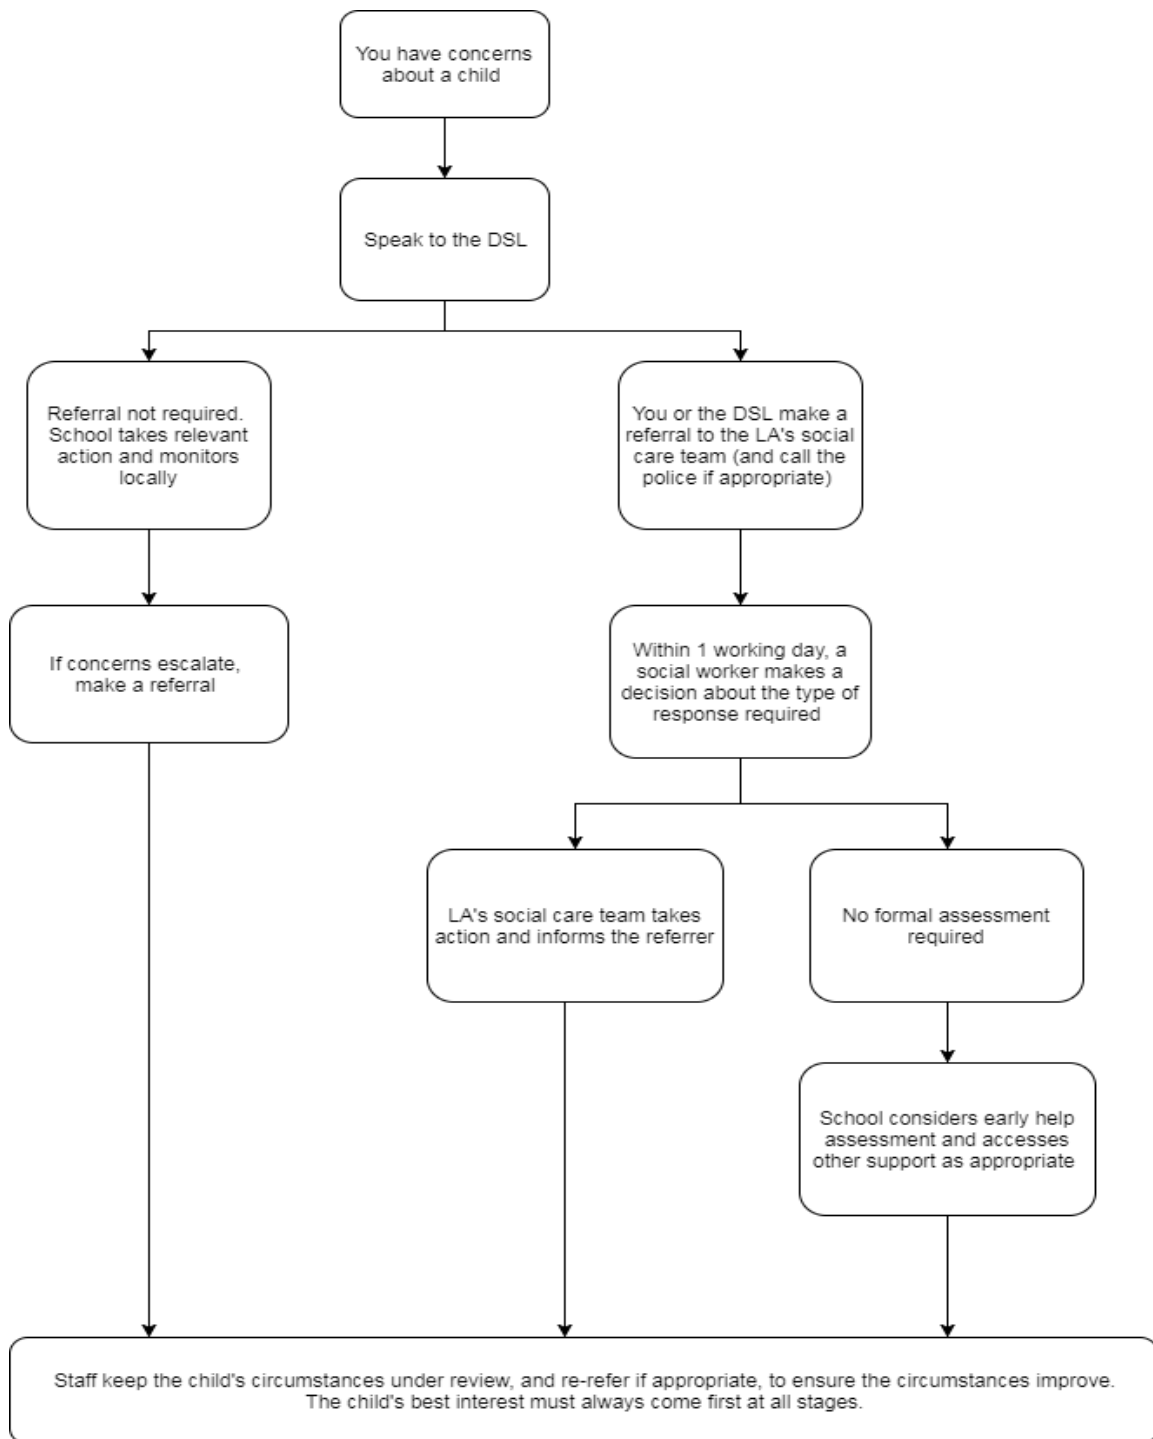 You have concerns
about a child
Speak to the DSL
Referral not required.
School takes relevant
action and monitors
locally
You or the DSL make a
referral to the LA's social
care team (and call the
police if appropriate)
If concerns escalate,
make a referral
Within 1 working day, a
social worker makes a
decision about the type of
response required
LA's social care team takes
action and informs the referrer
No formal assessment
required
School considers early help
assessment and accesses
other support as appropriate
Staff keep the child's circumstances under review, and re-refer if appropriate, to ensure the circumstances improve.
The child's best interest must always come first at all stages.